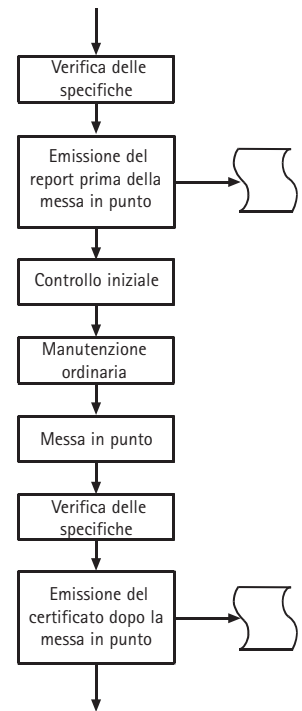 Verifica delle
specifiche
Emissione del
report prima della
messa in punto
Controllo iniziale
Manutenzione
ordinaria
Messa in punto
Verifica delle
specifiche
Emissione del
certificato dopo la
messa in punto